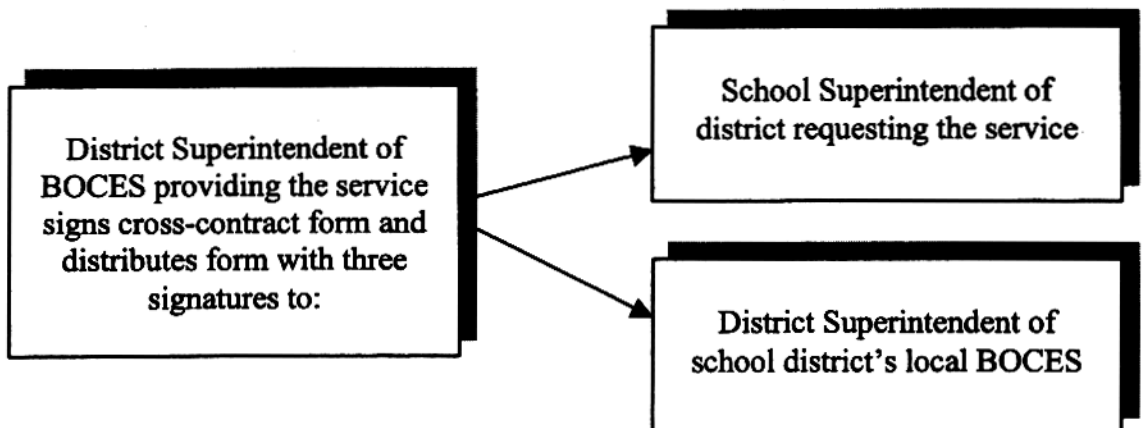 District Superintendent of
BOCES providing the service
signs cross-contract form and
distributes form with three
signatures to:
School Superintendent of
district requesting the service
District Superintendent of
school district's local BOCES